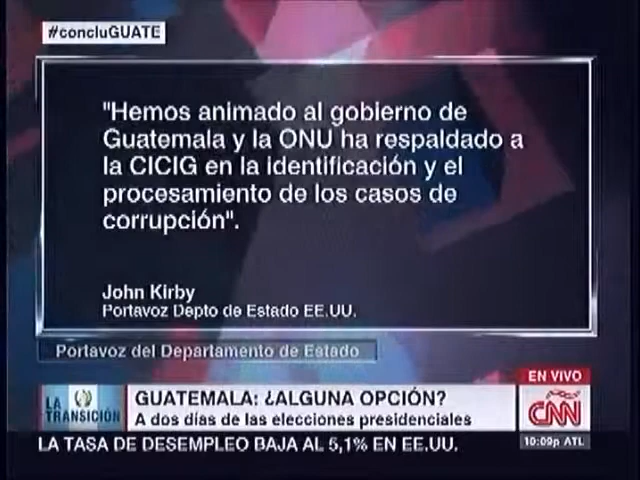 #concluGUATE
"Hemos animado al gobierno de
Guatemala y la ONU ha respaldado a
la CICIG en la identificación y el
procesamiento de los casos de
corrupción".
John Kirby
Portavoz Depto de Estado EE.UU.
Portavoz del Departamento de Estado
EN VIVO
LA
TRANSICIÓN
GUATEMALA: ¿ALGUNA OPCIÓN?
A dos días de las elecciones presidenciales
CNN
LA TASA DE DESEMPLEO BAJA AL 5,1% EN EE.UU.
10:09p ATL